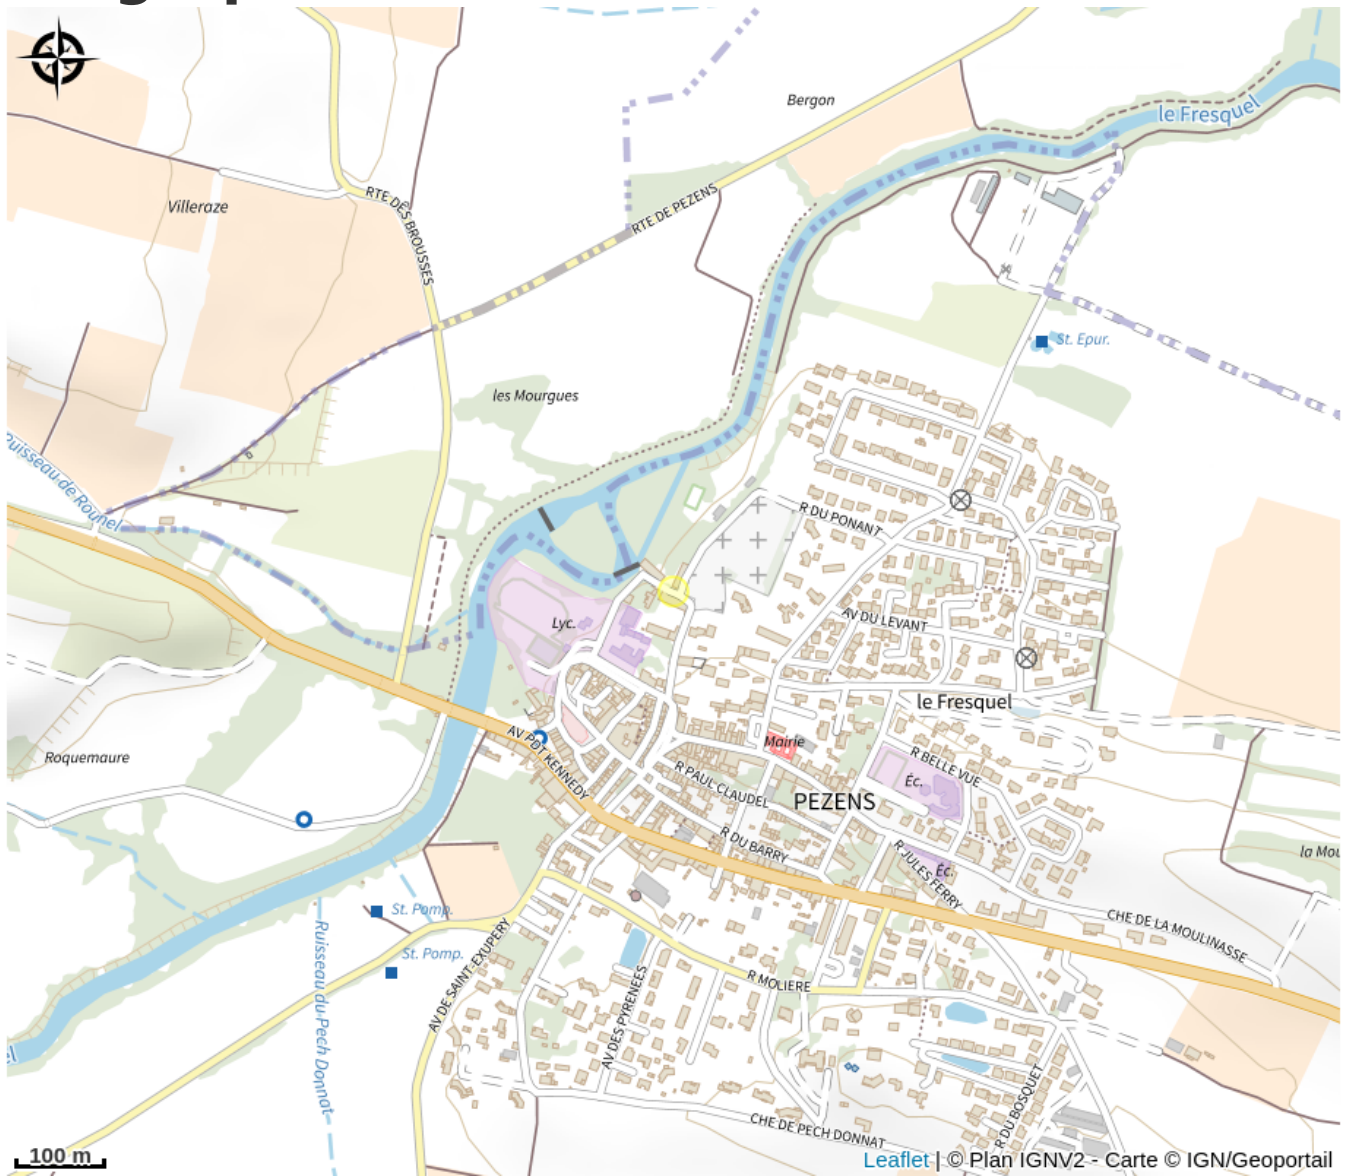 Bergon
le Fresquel
Villeraze
RTE DES BROUSSES
RTE DE PEZENS
St. Epur.
les Mourgues
Ruisseau de Rounel
R DU PONANT
Lyc.
AV DU LEVANT
le Fresquel
AV PDT KENNEDY
Mairie
Roquemaure
R BELLE VUE
R PAUL CLAUDEL
Éc.
PEZENS
R DU BARRY
R JULES FERRY
Éc.
la Mou
St. Pomp.
CHE DE LA MOULINASSE
St. Pomp.
AV DE SAINT-EXUPERY
Ruisseau du Pech Donnat
R MOLIERE
AV DES PYRENEES
el
R DU BOSQUET
CHE DE PECH DONNAT
100 m
Leaflet | © Plan IGNV2 - Carte © IGN/Geoportail